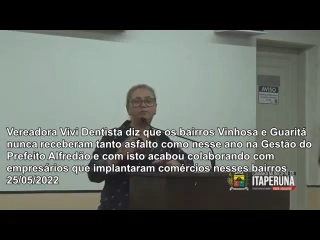 AVISO
Vereadora Vivi Dentista diz que os bairros Vinhosa e Guaritá
nunca receberam tanto asfalto como nesse ano na Gestão do
Prefeito Alfredão e com isto acabou colaborando com
empresários que implantaram comércios nesses bairros
25/05/2022
ITAPERUNA